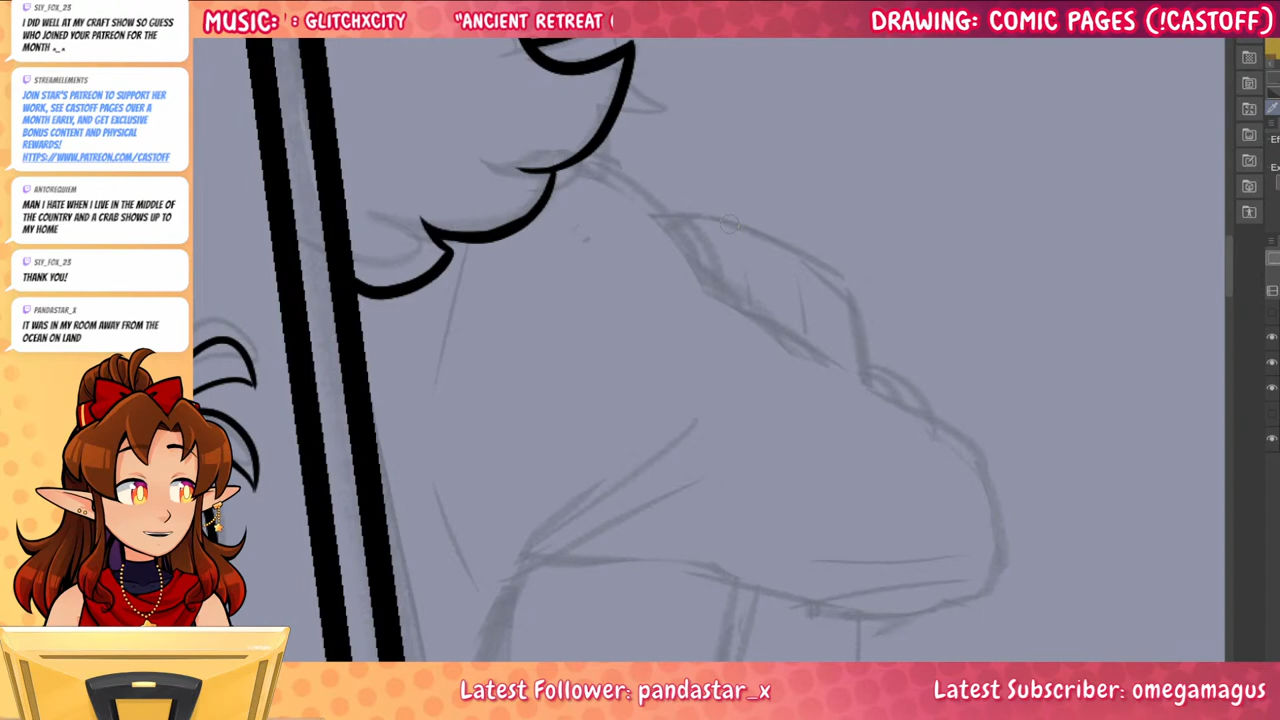 MUSIC: : GLITCHXCITY "ANCIENT RETREAT (
DRAWING: COMIC PAGES (!CASTOFF)
SLY_FOX_23
I DID WELL AT MY CRAFT SHOW SO GUESS
WHO JOINED YOUR PATREON FOR THE
MONTH ^_^
STREAMELEMENTS
JOIN STAR'S PATREON TO SUPPORT HER
WORK, SEE CASTOFF PAGES OVER A
MONTH EARLY, AND GET EXCLUSIVE
BONUS CONTENT AND PHYSICAL
REWARDS!
HTTPS://WWW.PATREON.COM/CASTOFF
ANTOREQUIEM
MAN I HATE WHEN I LIVE IN THE MIDDLE OF
THE COUNTRY AND A CRAB SHOWS UP TO
MY HOME
SLY_FOX_23
THANK YOU!
PANDASTAR_X
IT WAS IN MY ROOM AWAY FROM THE
OCEAN ON LAND
Ef
Ex
Latest Follower: pandastar_x
Latest Subscriber: omegamagus